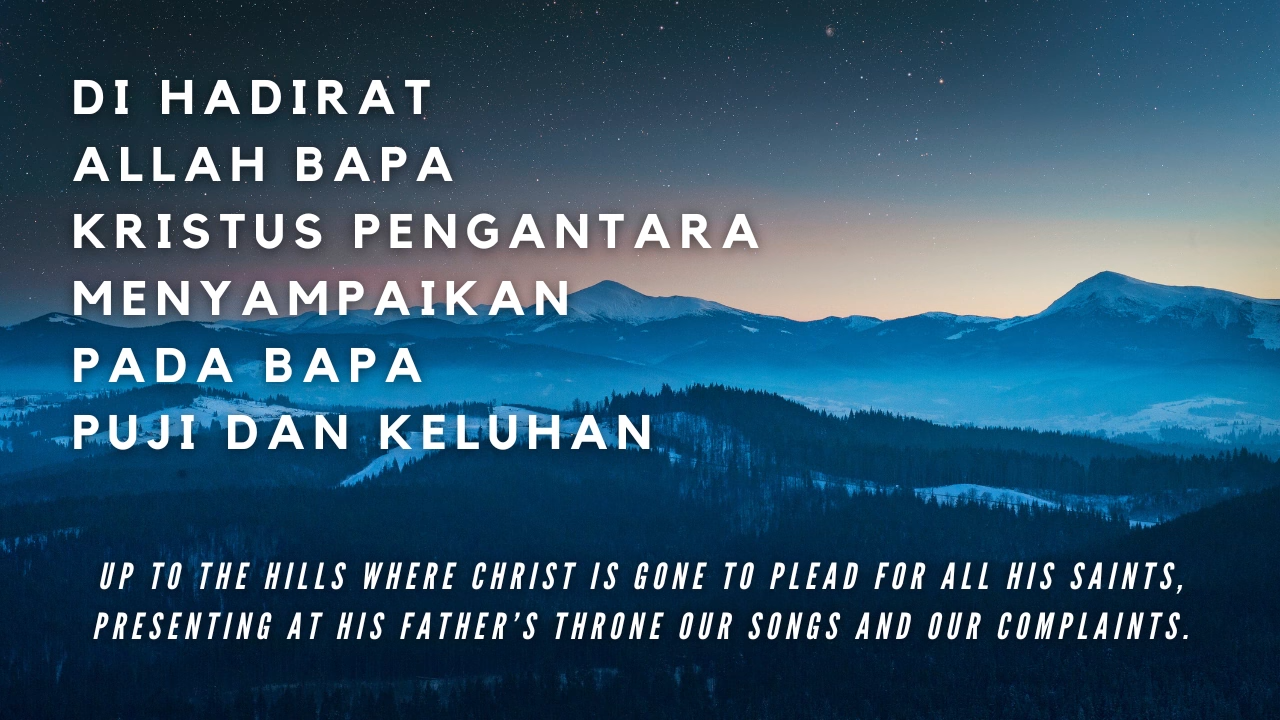 DI HADIRAT
ALLAH BAPA
KRISTUS PENGANTARA
MENYAMPAIKAN
PADA BAPA
PUJI DAN KELUHAN
UP TO THE HILLS WHERE CHRIST IS GONE TO PLEAD FOR ALL HIS SAINTS,
PRESENTING AT HIS FATHER’S THRONE OUR SONGS AND OUR COMPLAINTS.